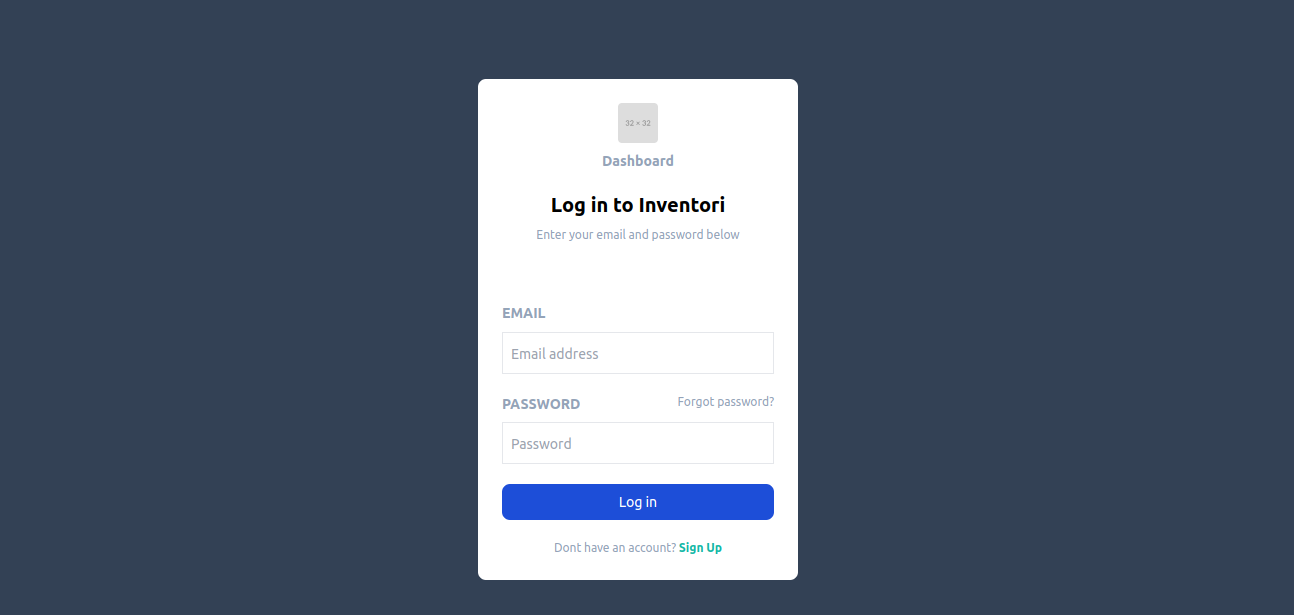 32 × 32
Dashboard
Log in to Inventori
Enter your email and password below
EMAIL
Email address
PASSWORD
Forgot password?
Password
Log in
Dont have an account? Sign Up